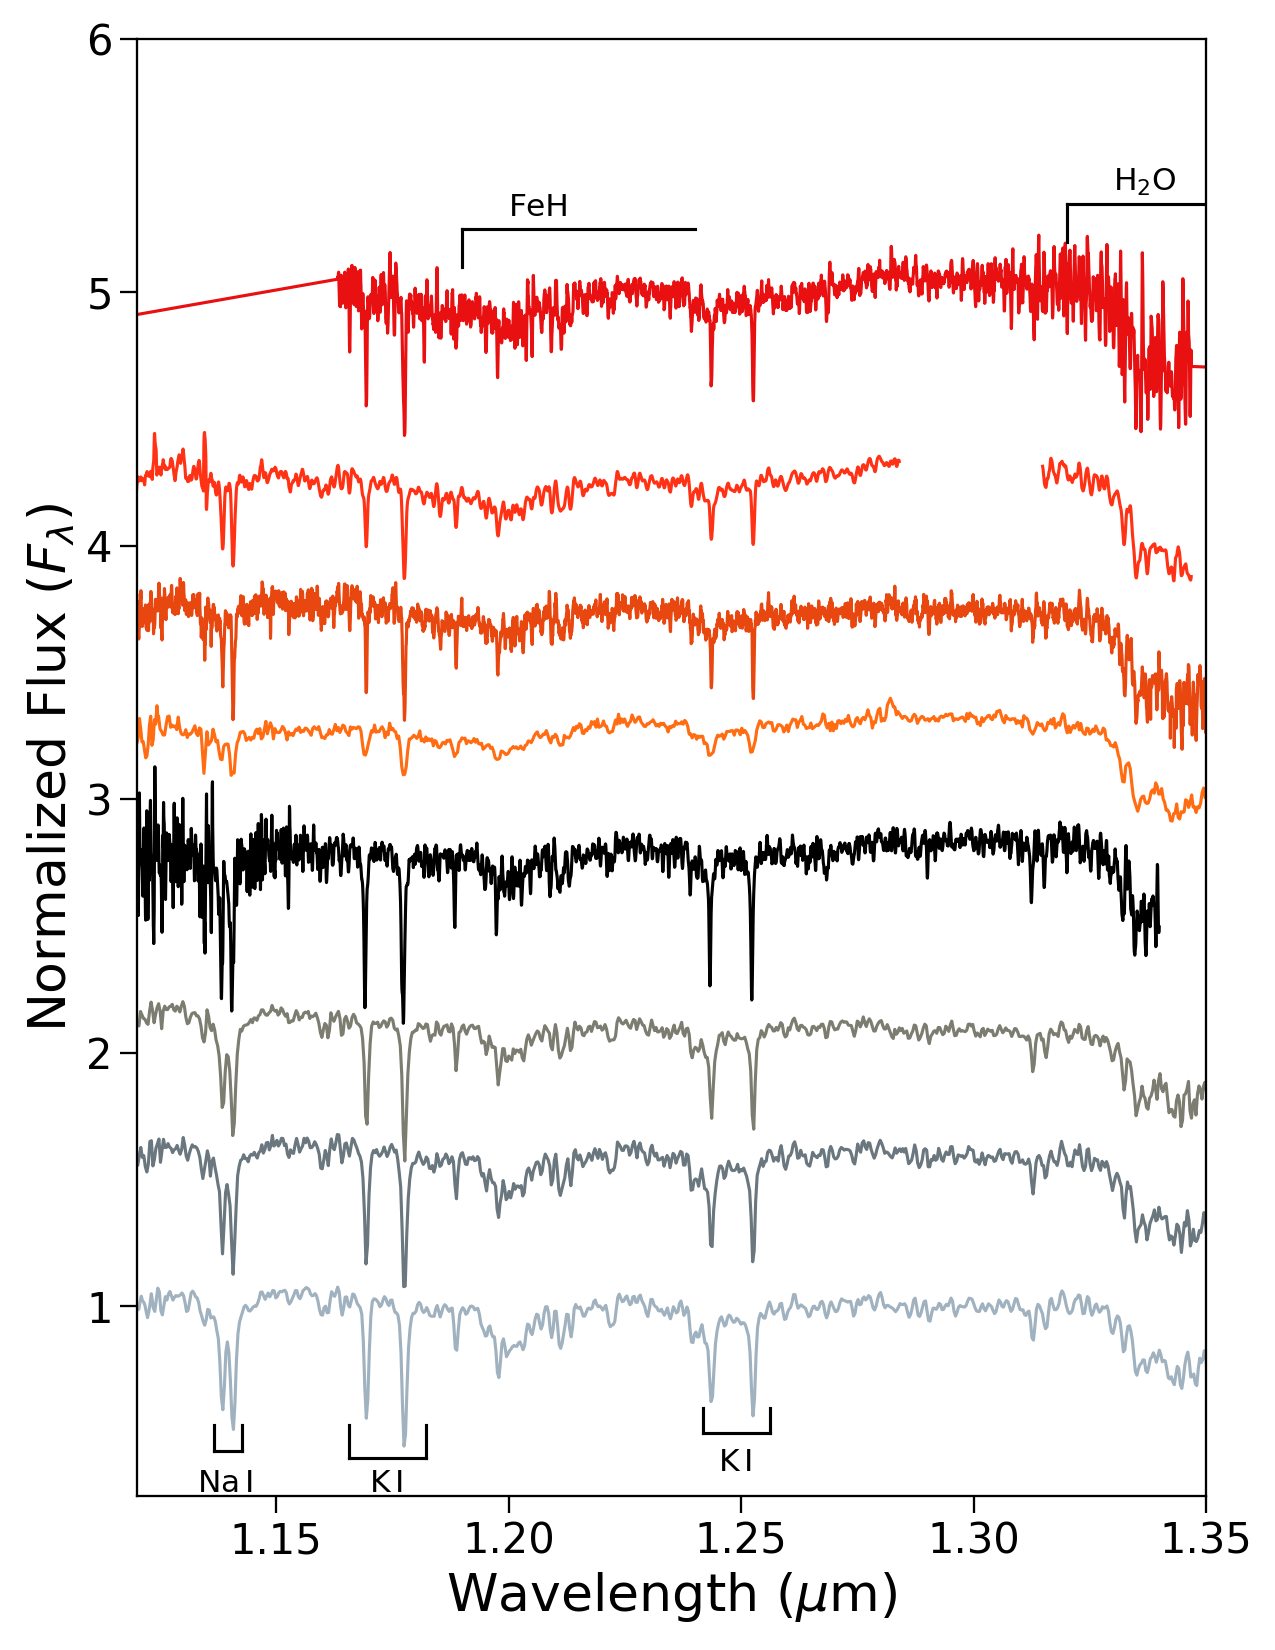 6
H₂O
FeH
5
4
3
2
1
Normalized Flux (Fλ)
Na I
K I
K I
1.15 1.20 1.25 1.30 1.35
Wavelength (μm)